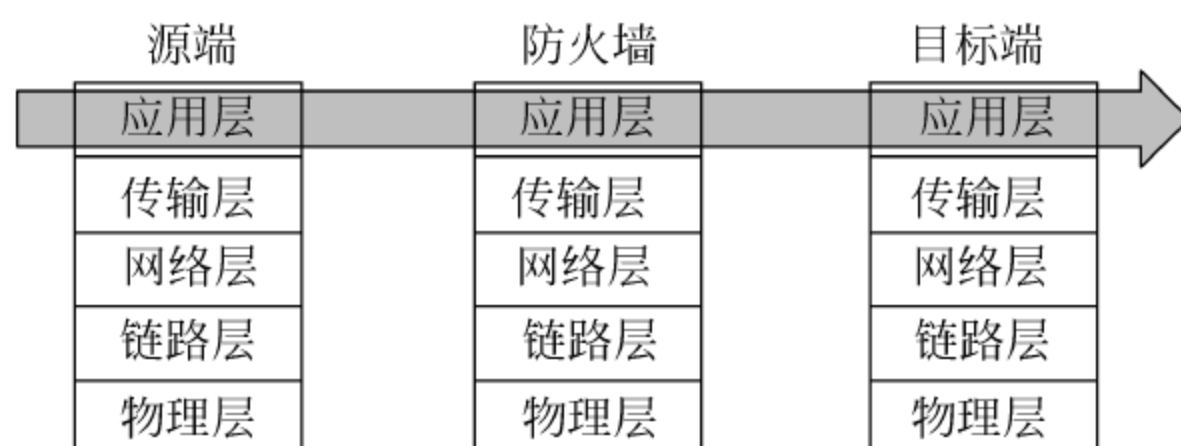 源端 防火墙 目标端
应用层 应用层 应用层
传输层 传输层 传输层
网络层 网络层 网络层
链路层 链路层 链路层
物理层 物理层 物理层